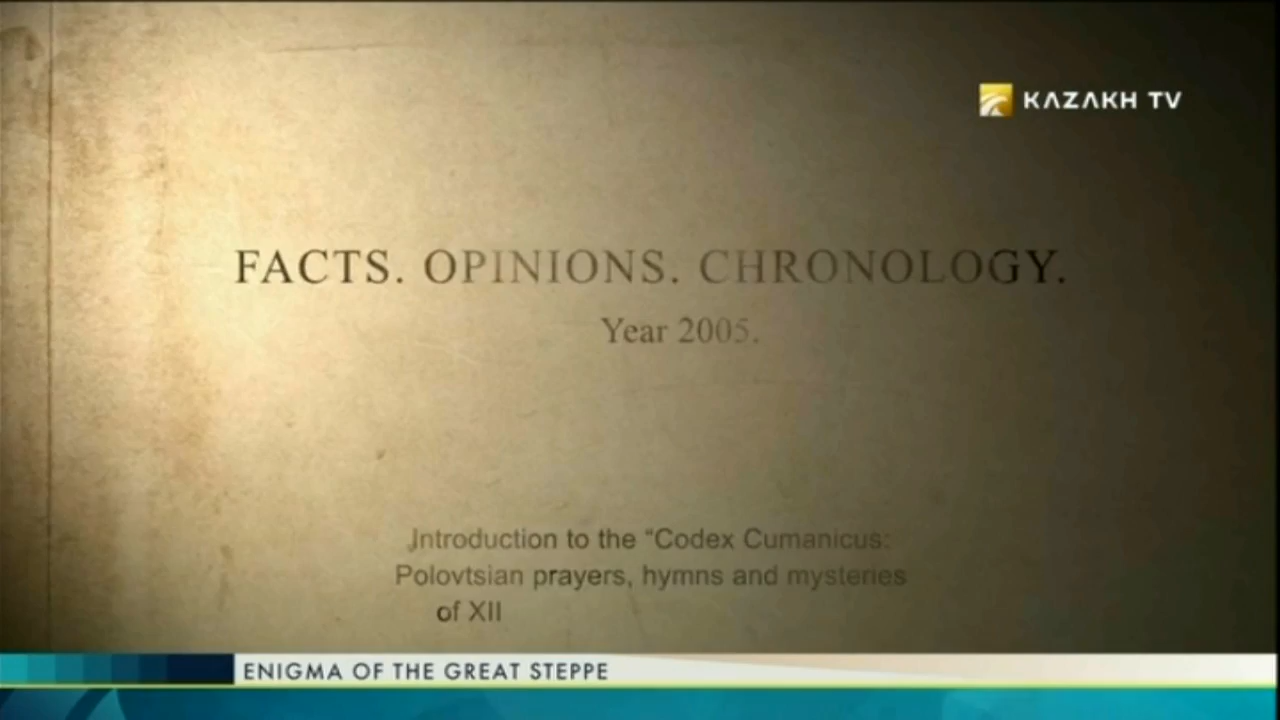 KAZAKH TV
FACTS. OPINIONS. CHRONOLOGY.
Year 2005.
Introduction to the “Codex Cumanicus:
Polovtsian prayers, hymns and mysteries
of XII
ENIGMA OF THE GREAT STEPPE